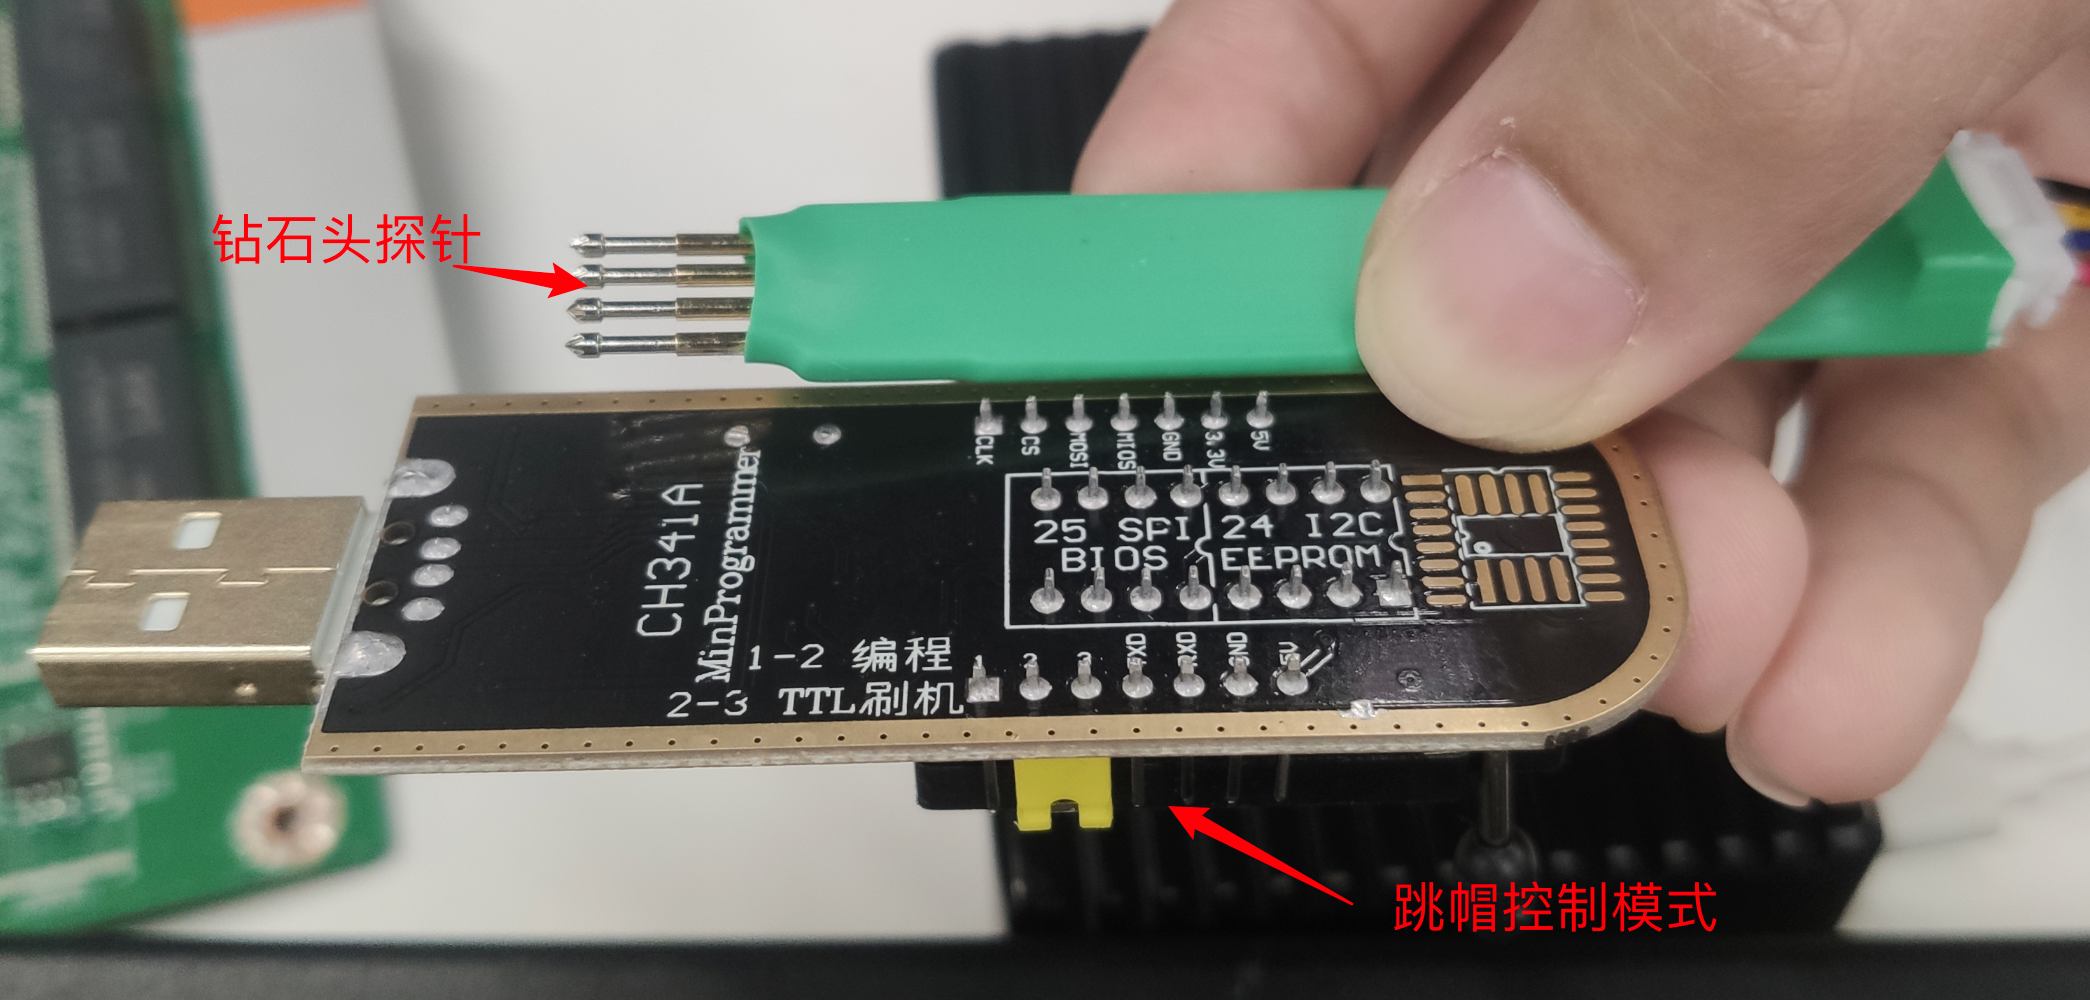 钻石头探针
CLK
CS
MOSI
MIOS
GND
3.3V
5V
25 SPI
BIOS
24 I2C
EEPROM
CH341A
MinProgrammer
1-2 编程
2-3 TTL刷机
1
2
3
TXD
RXD
GND
5V
跳帽控制模式